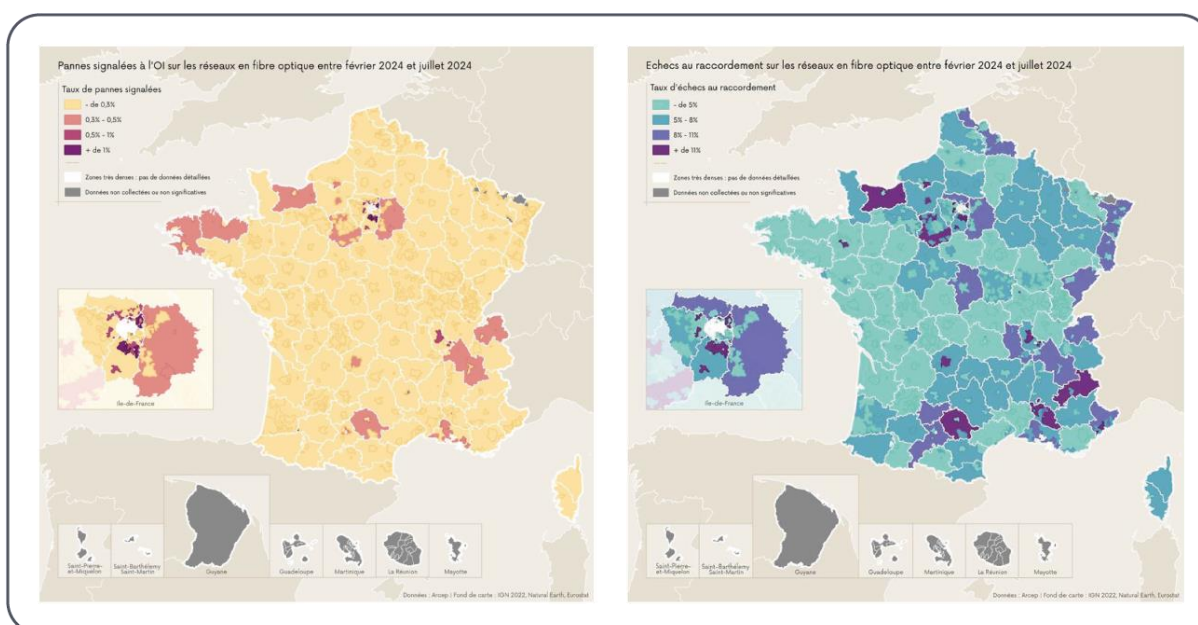 Pannes signalées à l'OI sur les réseaux en fibre optique entre février 2024 et juillet 2024
Taux de pannes signalées
- de 0,3%
0,3% - 0,5%
0,5% - 1%
+ de 1%
Zones très denses : pas de données détaillées
Données non collectées ou non significatives
Ile-de-France
Saint-Pierre-
et-Miquelon
Saint-Barthélemy
Saint-Martin
Guyane
Guadeloupe
Martinique
La Réunion
Mayotte
Données : Arcep | Fond de carte : IGN 2022, Natural Earth, Eurostat
Echecs au raccordement sur les réseaux en fibre optique entre février 2024 et juillet 2024
Taux d'échecs au raccordement
- de 5%
5% - 8%
8% - 11%
+ de 11%
Zones très denses : pas de données détaillées
Données non collectées ou non significatives
Ile-de-France
Saint-Pierre-
et-Miquelon
Saint-Barthélemy
Saint-Martin
Guyane
Guadeloupe
Martinique
La Réunion
Mayotte
Données : Arcep | Fond de carte : IGN 2022, Natural Earth, Eurostat